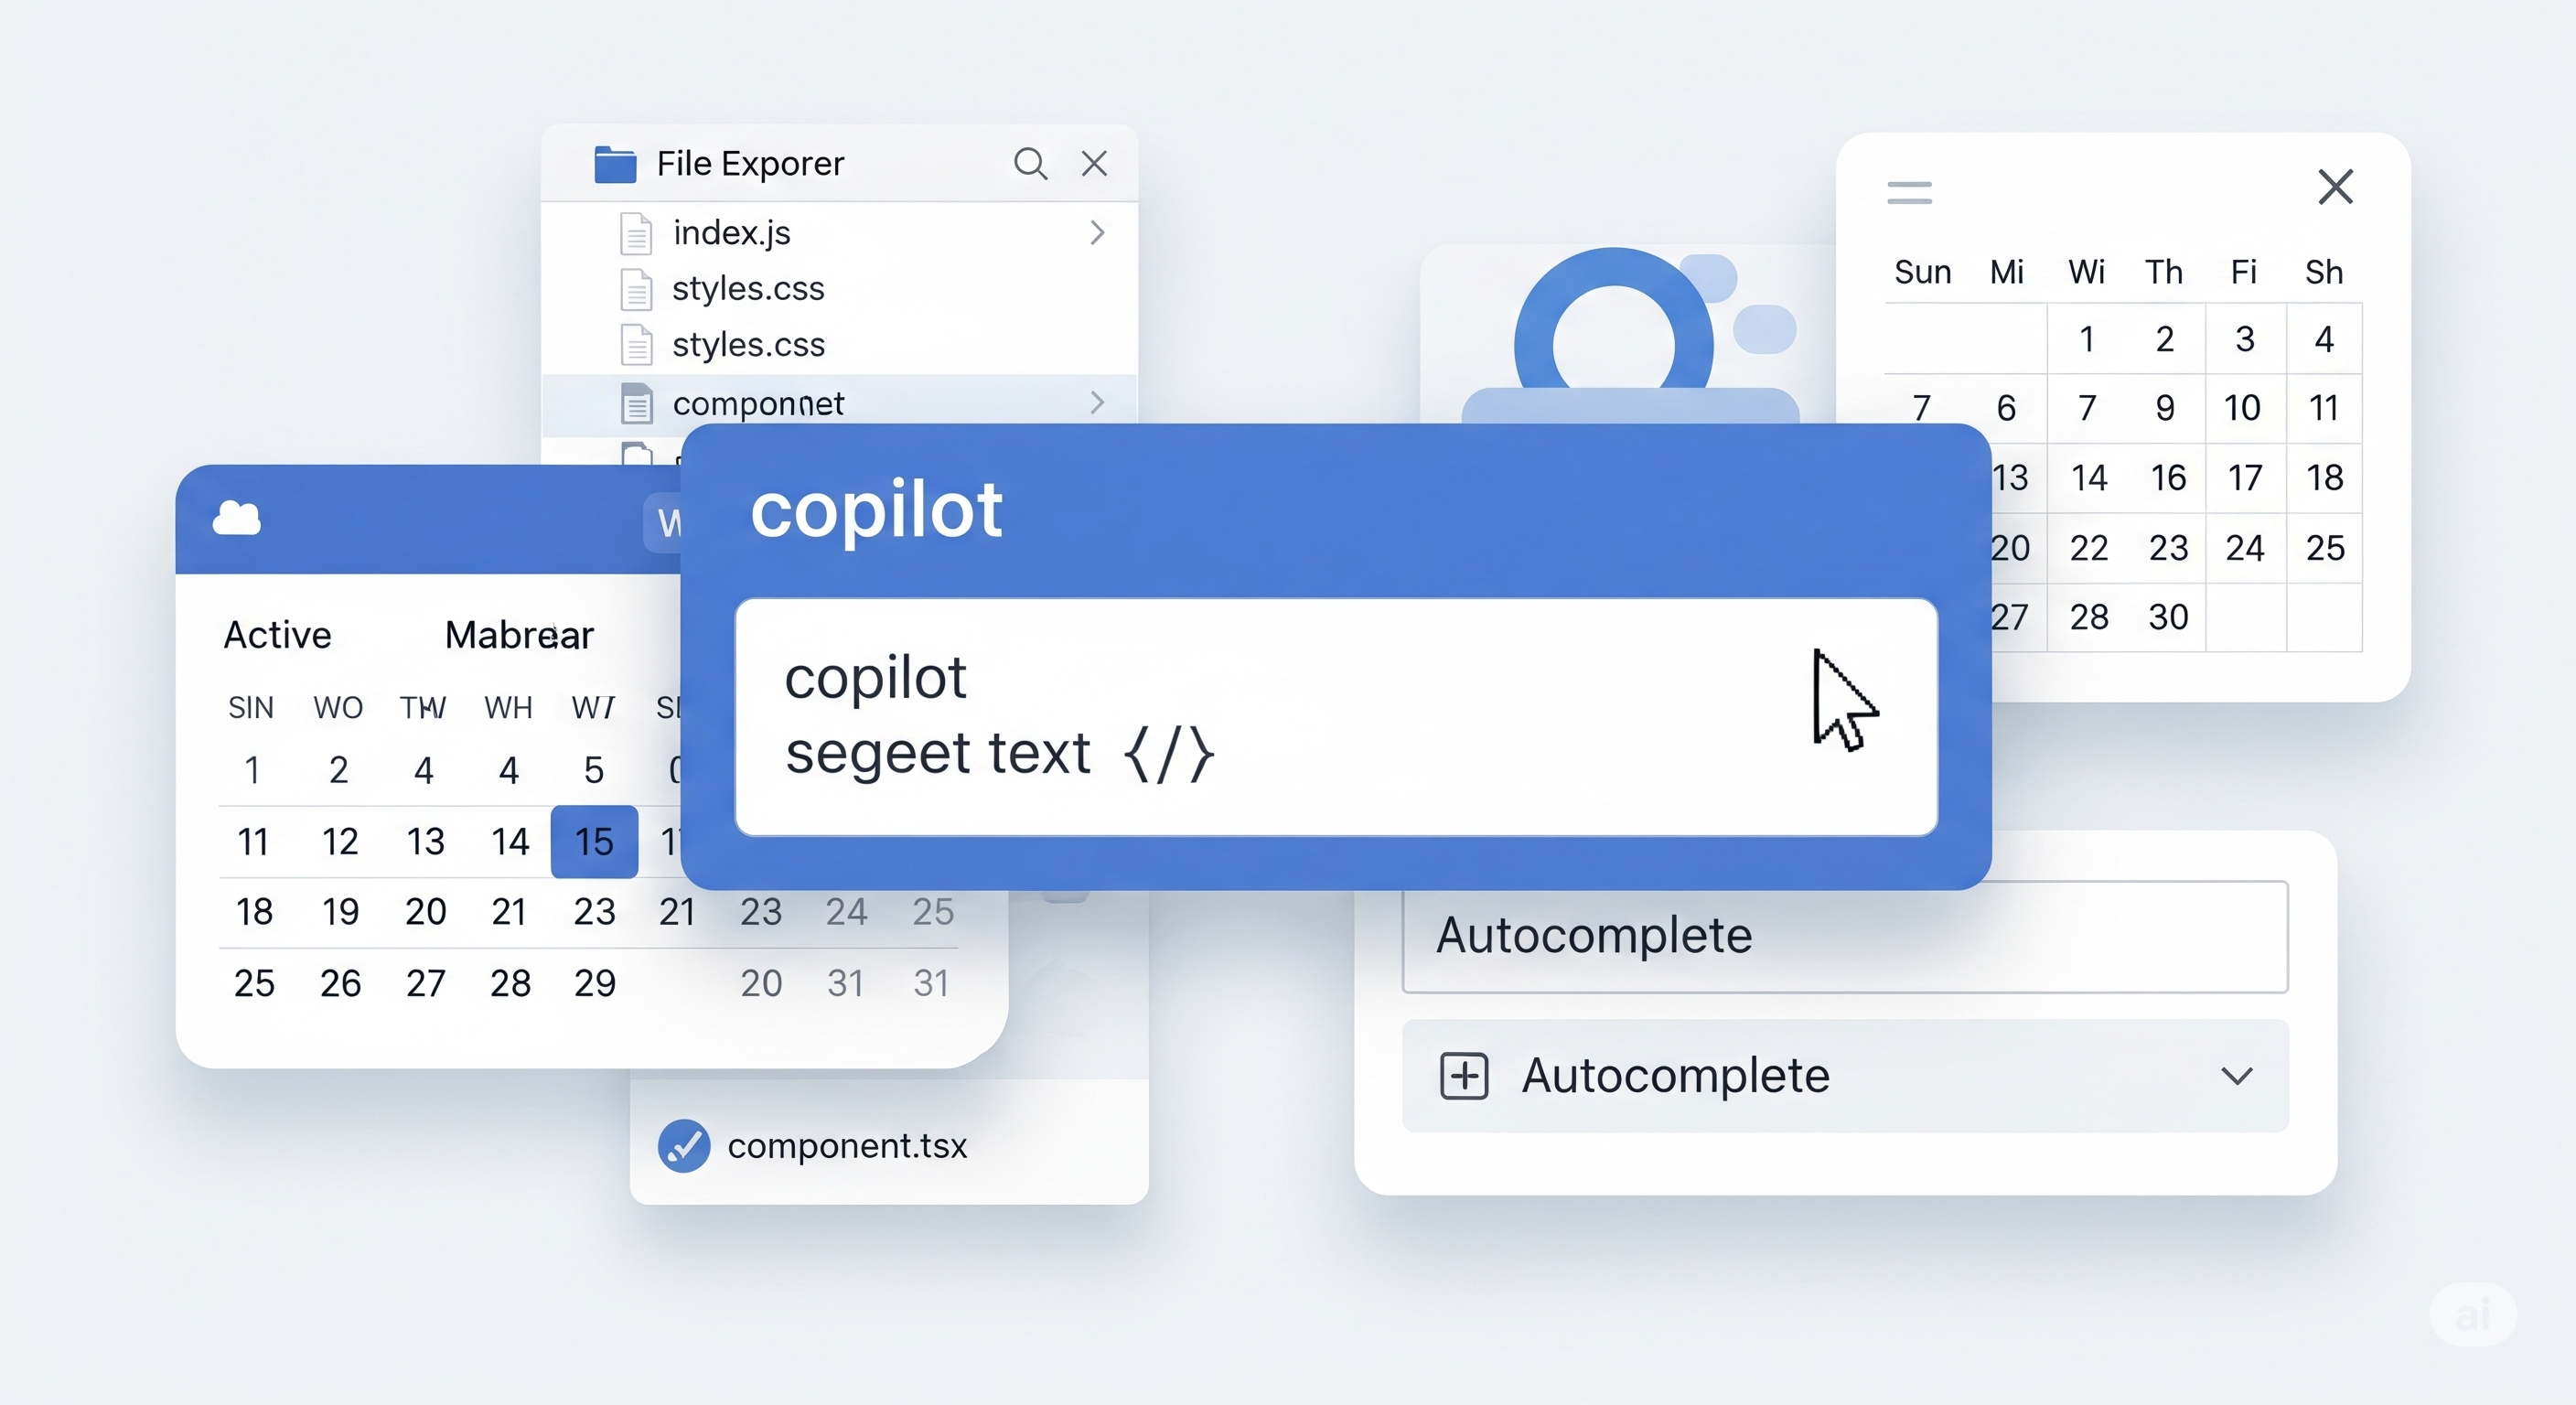 File Exporer
index.js
styles.css
styles.css
componnet
copilot
copilot
segeet text {/}
Active Mabrear
SIN WO TW WH WT
1 2 4 4 5
11 12 13 14 15
18 19 20 21 23 21 23 24 25
25 26 27 28 29 20 31 31
component.tsx
Sun Mi Wi Th Fi Sh
1 2 3 4
7 6 7 9 10 11
13 14 16 17 18
20 22 23 24 25
27 28 30
Autocomplete
Autocomplete
ai